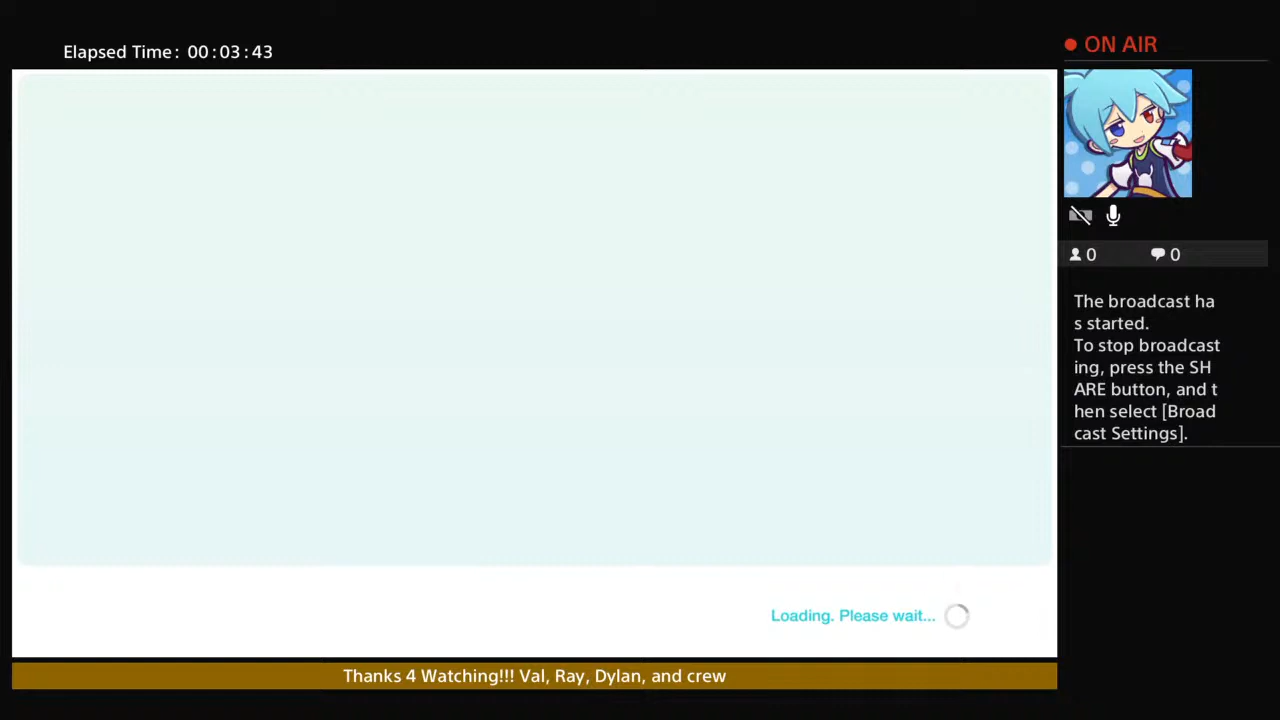 Elapsed Time: 00:03:43
ON AIR
0 0
The broadcast ha
s started.
To stop broadcast
ing, press the SH
ARE button, and t
hen select [Broad
cast Settings].
Loading. Please wait...
Thanks 4 Watching!!! Val, Ray, Dylan, and crew